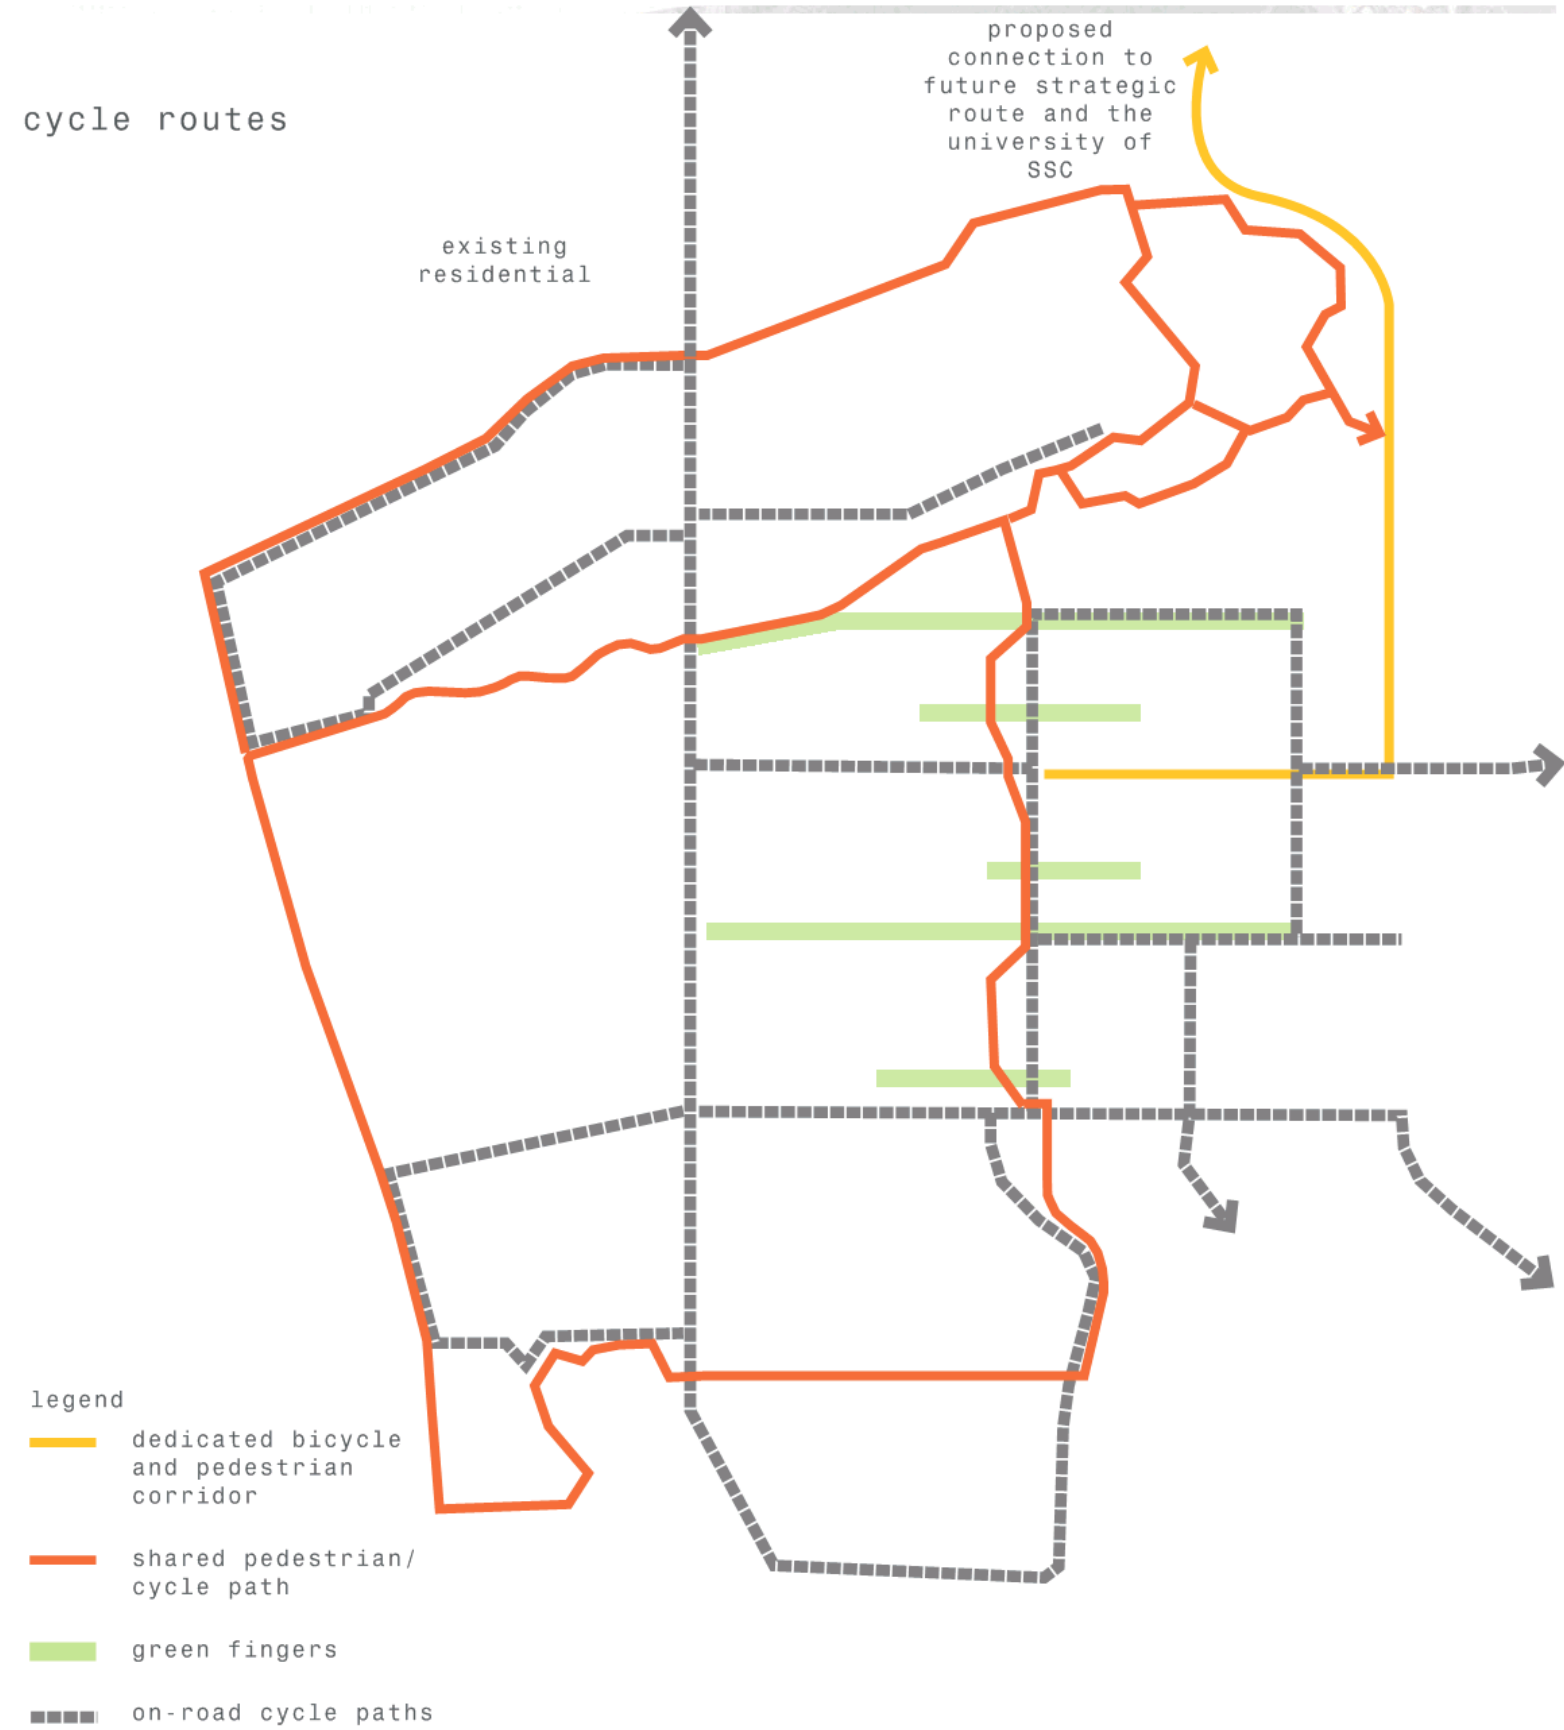 proposed
connection to
future strategic
route and the
university of
SSC
cycle routes
existing
residential
legend
dedicated bicycle
and pedestrian
corridor
shared pedestrian/
cycle path
green fingers
on-road cycle paths